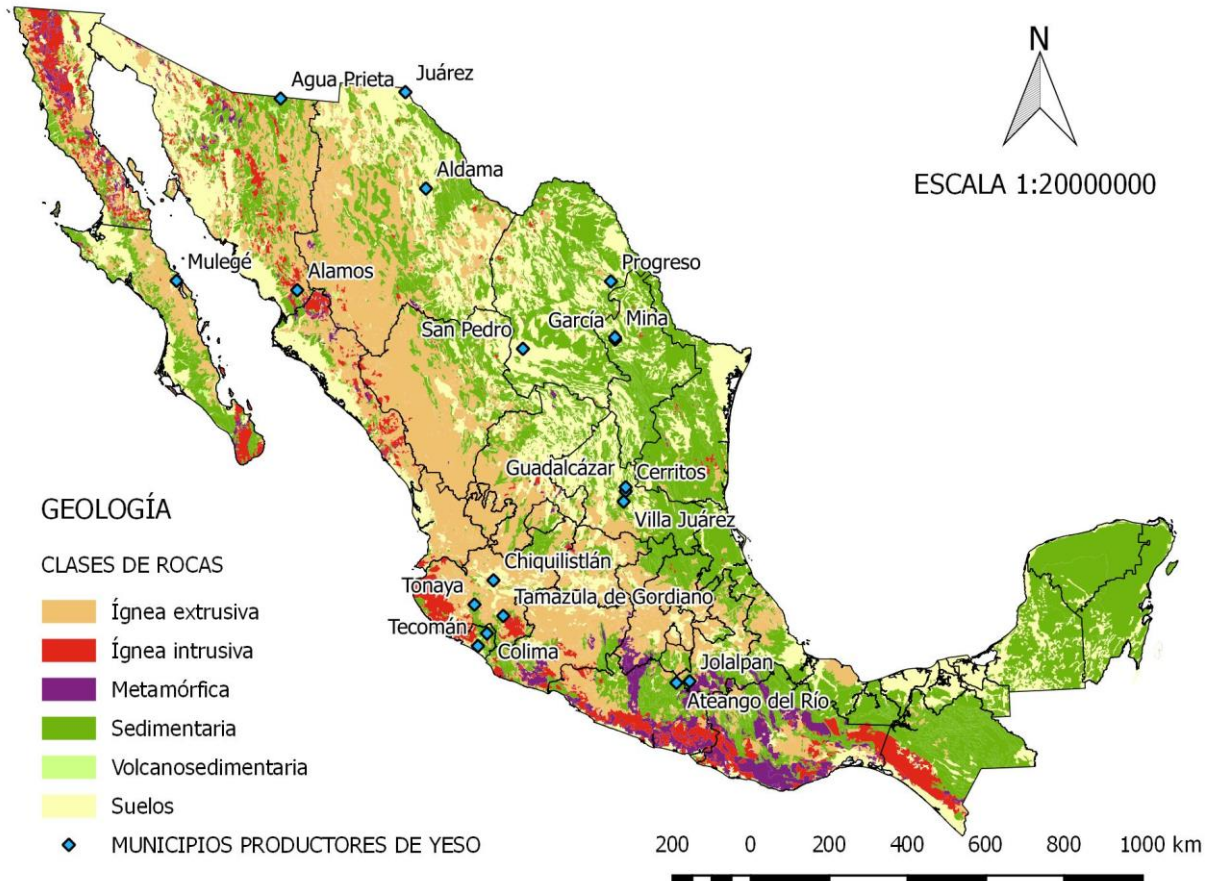 N
ESCALA 1:20000000
Agua Prieta
Juárez
Aldama
Mulegé
Alamos
Progreso
San Pedro
García
Mina
Guadalcázar
Cerritos
Villa Juárez
Chiquilistlán
Tonaya
Tamazula de Gordiano
Tecomán
Colima
Jolalpan
Ateango del Río
GEOLOGÍA
CLASES DE ROCAS
Ígnea extrusiva
Ígnea intrusiva
Metamórfica
Sedimentaria
Volcanosedimentaria
Suelos
MUNICIPIOS PRODUCTORES DE YESO
200 0 200 400 600 800 1000 km